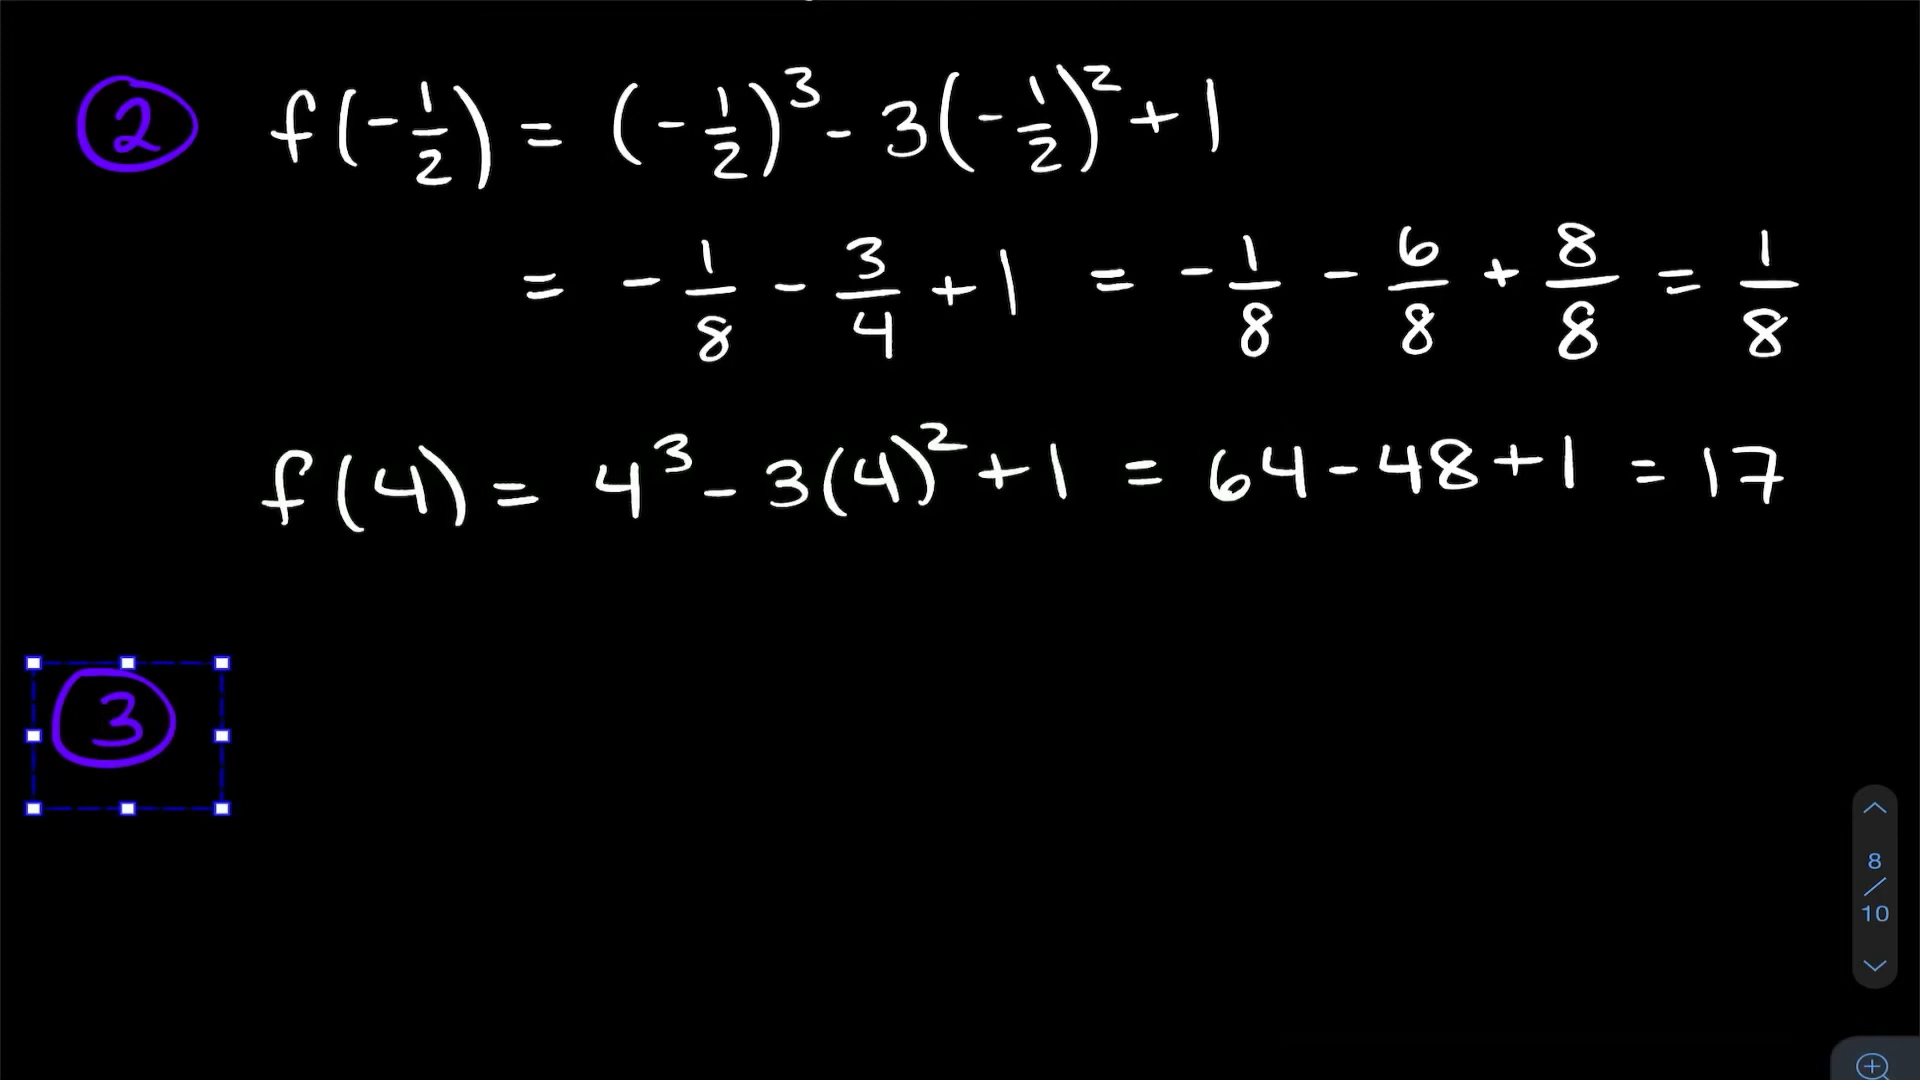 ② f(-1/2) = (-1/2)³ - 3(-1/2)² + 1
= -1/8 - 3/4 + 1 = -1/8 - 6/8 + 8/8 = 1/8
f(4) = 4³ - 3(4)² + 1 = 64 - 48 + 1 = 17
③
8
/
10